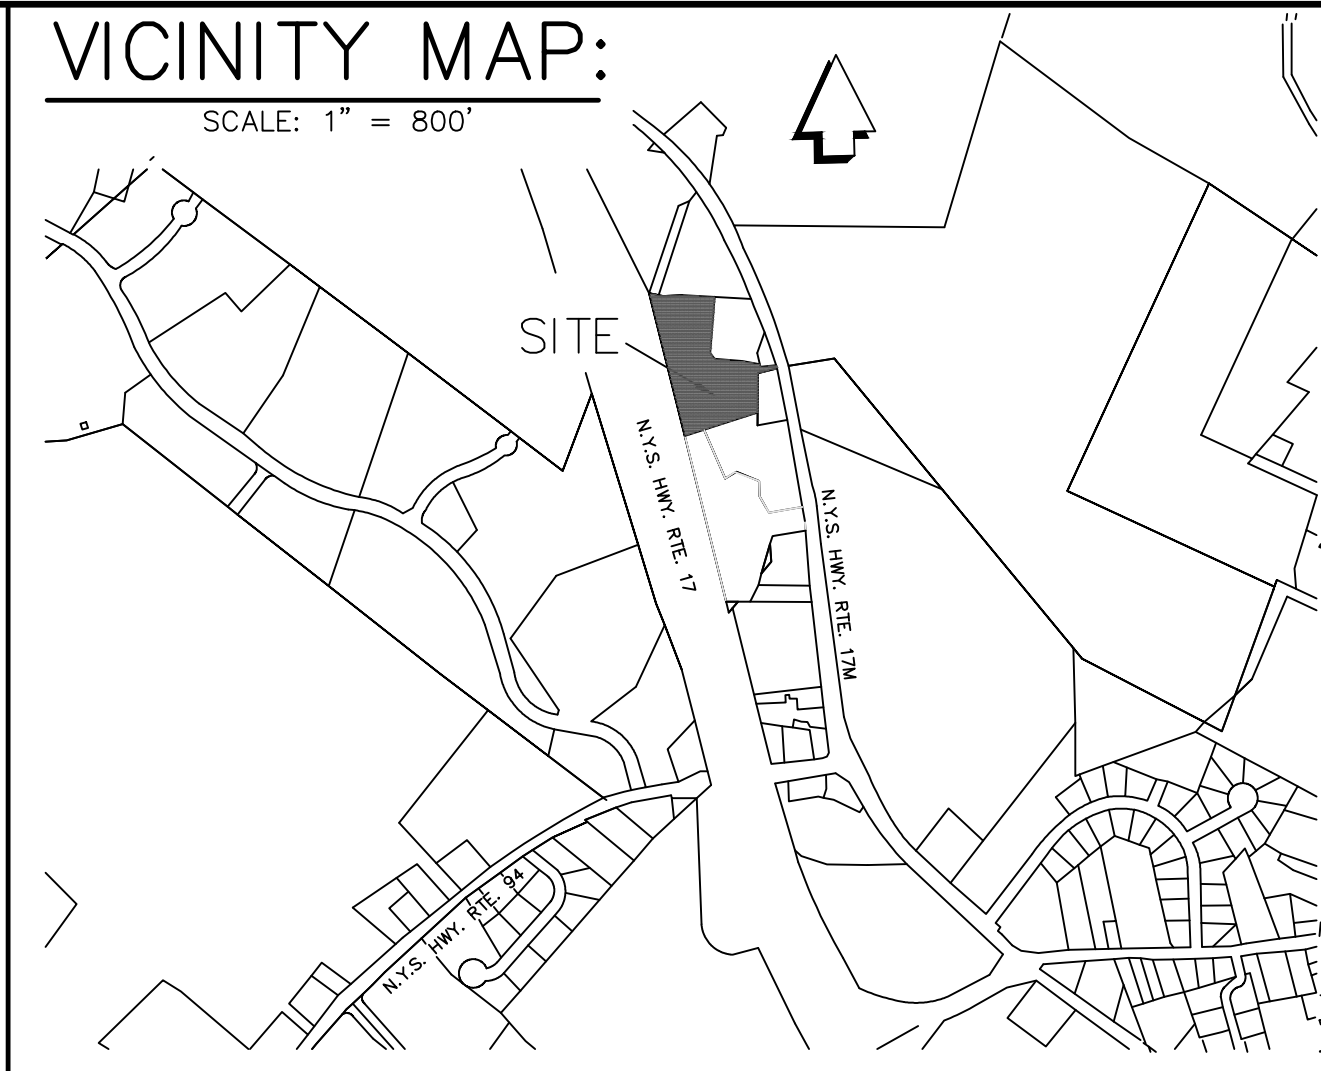 VICINITY MAP:
SCALE: 1" = 800'
SITE
N.Y.S. HWY. RTE. 17
N.Y.S. HWY. RTE. 17M
N.Y.S. HWY. RTE. 94